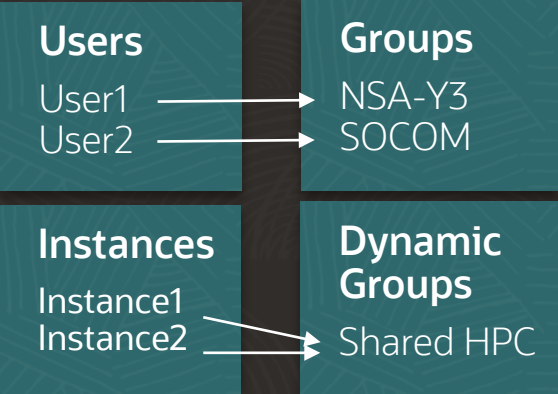 Users
User1
User2
Groups
NSA-Y3
SOCOM
Instances
Instance1
Instance2
Dynamic
Groups
Shared HPC